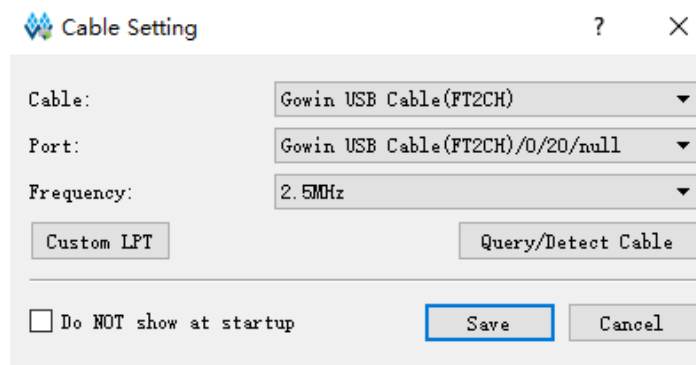 Cable Setting
Cable: Gowin USB Cable(FT2CH)
Port: Gowin USB Cable(FT2CH)/0/20/null
Frequency: 2.5MHz
Custom LPT Query/Detect Cable
Do NOT show at startup Save Cancel